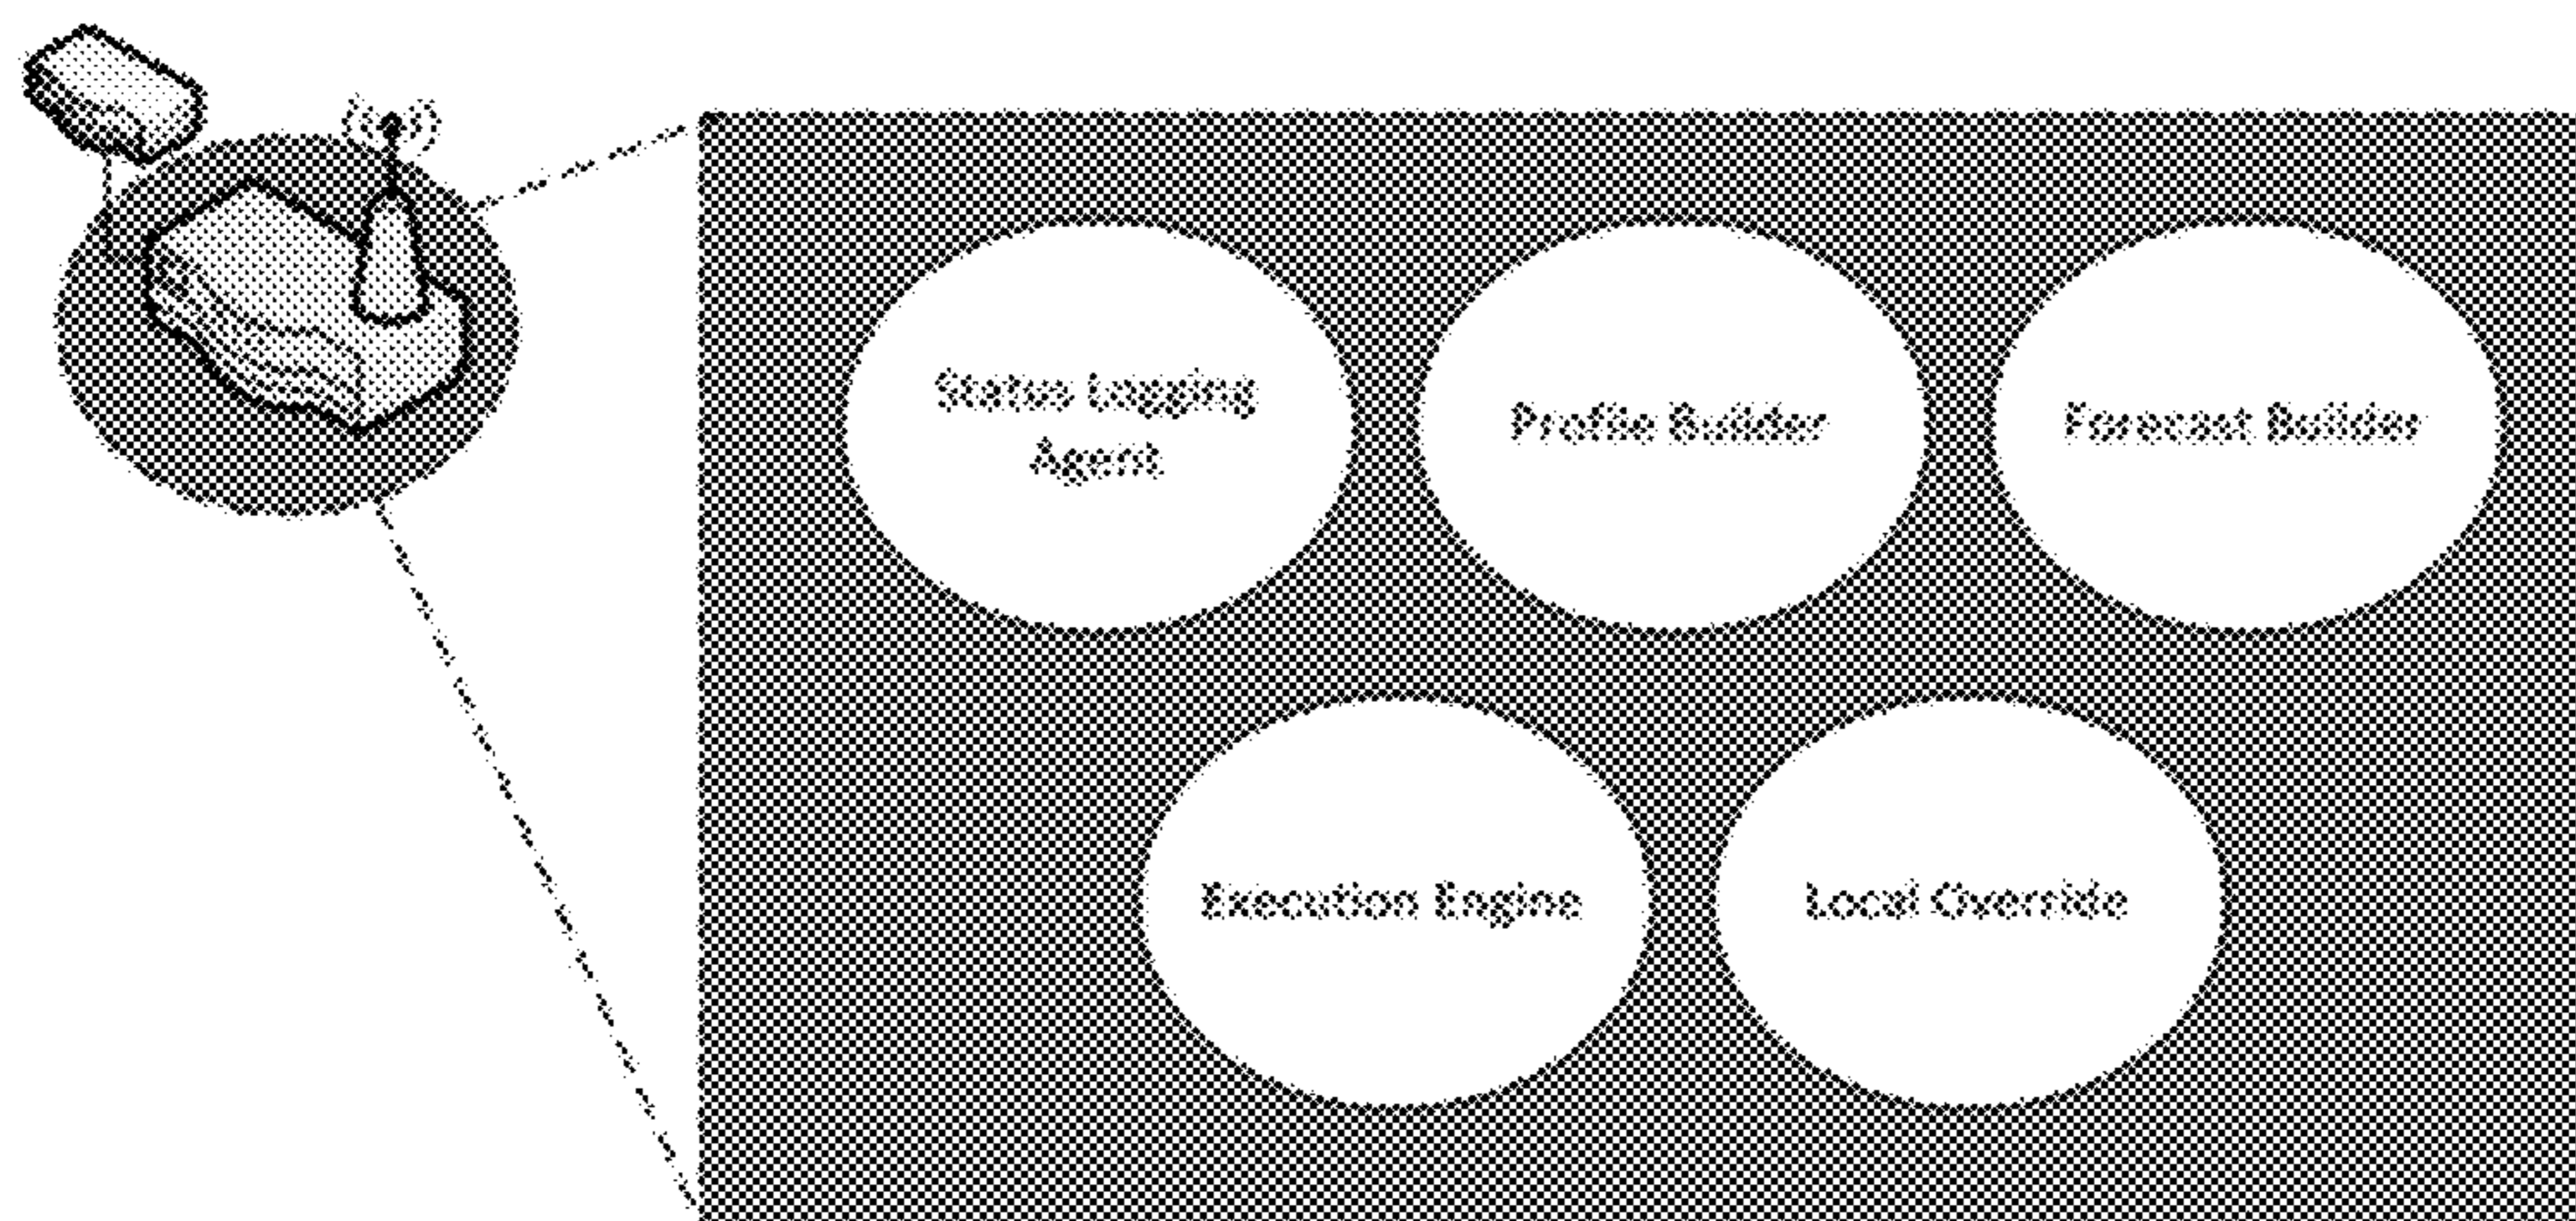 Status Logging
Agent
Profile Builder
Forecast Builder
Execution Engine
Local Override